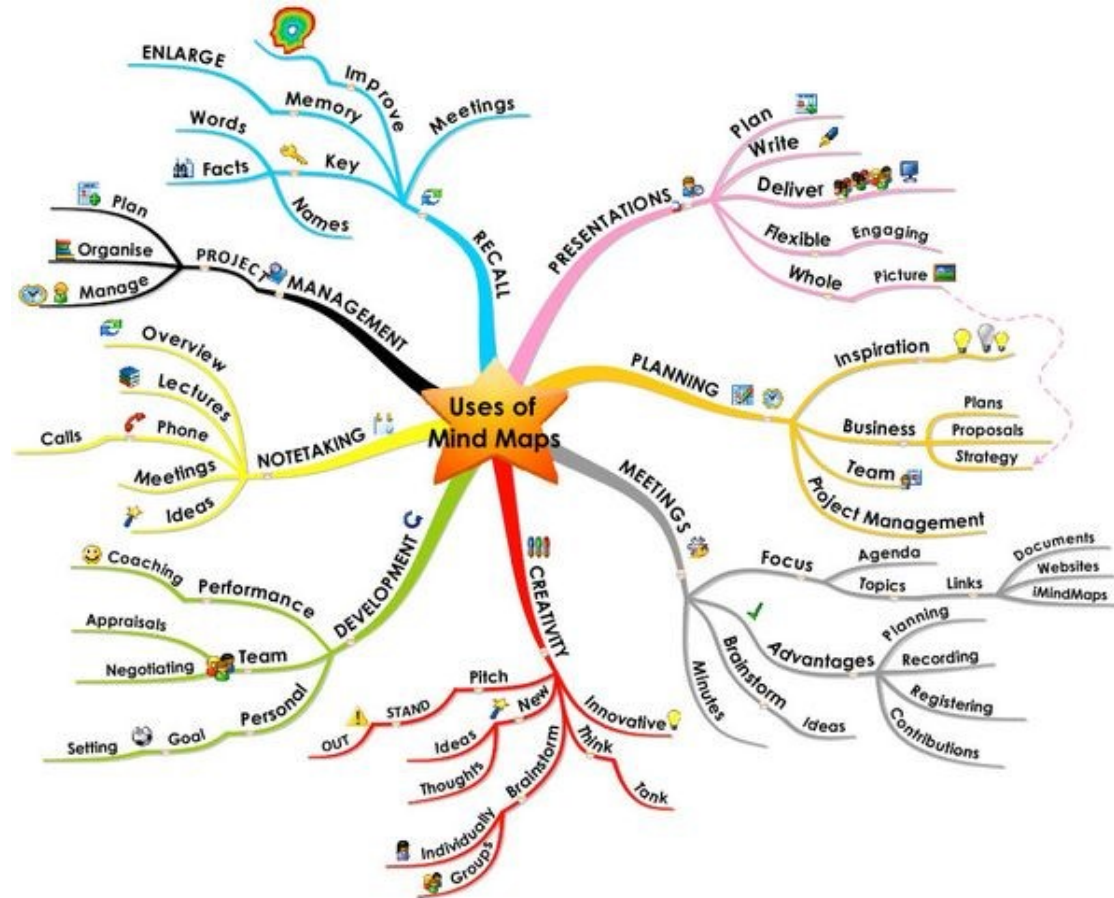 Uses of
Mind Maps
RECALL
Meetings
Improve
Memory
ENLARGE
Key
Words
Facts
Names
PRESENTATIONS
Plan
Write
Deliver
Flexible
Engaging
Whole
Picture
PLANNING
Inspiration
Business
Plans
Proposals
Strategy
Team
Project Management
MEETINGS
Focus
Agenda
Topics
Links
Documents
Websites
iMindMaps
Advantages
Planning
Recording
Registering
Contributions
Brainstorm
Ideas
Minutes
CREATIVITY
Innovative
Think
Tank
Brainstorm
Individually
Groups
New
Ideas
Thoughts
Pitch
STAND
OUT
DEVELOPMENT
Performance
Coaching
Team
Appraisals
Negotiating
Personal
Goal
Setting
NOTETAKING
Overview
Lectures
Phone
Calls
Meetings
Ideas
MANAGEMENT
PROJECT
Plan
Organise
Manage